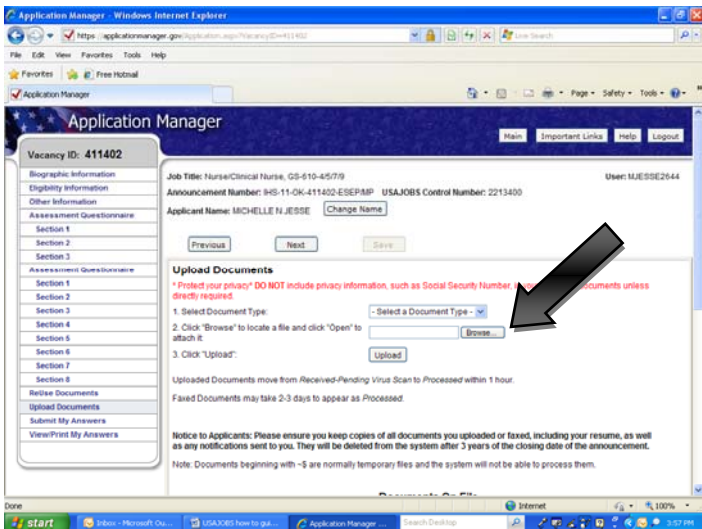 Application Manager - Windows Internet Explorer
https://applicationmanager.gov/Application.aspx?VacancyID=411402
Live Search
File Edit View Favorites Tools Help
Favorites Free Hotmail
Application Manager
Page Safety Tools
Application Manager
Main Important Links Help Logout
Vacancy ID: 411402
Biographic Information
Eligibility Information
Other Information
Assessment Questionnaire
Section 1
Section 2
Section 3
Assessment Questionnaire
Section 1
Section 2
Section 3
Section 4
Section 5
Section 6
Section 7
Section 8
ReUse Documents
Upload Documents
Submit My Answers
View/Print My Answers
Job Title: Nurse/Clinical Nurse, GS-610-4/5/7/9 User: MJESSE2644
Announcement Number: IHS-11-OK-411402-ESEP/MP USAJOBS Control Number: 2213400
Applicant Name: MICHELLE N JESSE Change Name
Previous Next Save
Upload Documents
* Protect your privacy* DO NOT include privacy information, such as Social Security Number, documents unless
directly required.
1. Select Document Type: - Select a Document Type -
2. Click "Browse" to locate a file and click "Open" to Browse...
attach it:
3. Click "Upload": Upload
Uploaded Documents move from Received-Pending Virus Scan to Processed within 1 hour.
Faxed Documents may take 2-3 days to appear as Processed.
Notice to Applicants: Please ensure you keep copies of all documents you uploaded or faxed, including your resume, as well
as any notifications sent to you. They will be deleted from the system after 3 years of the closing date of the announcement.
Note: Documents beginning with ~$ are normally temporary files and the system will not be able to process them.
Documents On File
Done Internet 100%
start Inbox - Microsoft Ou... USAJOBS how to gui... Application Manager ... Search Desktop 3:57 PM